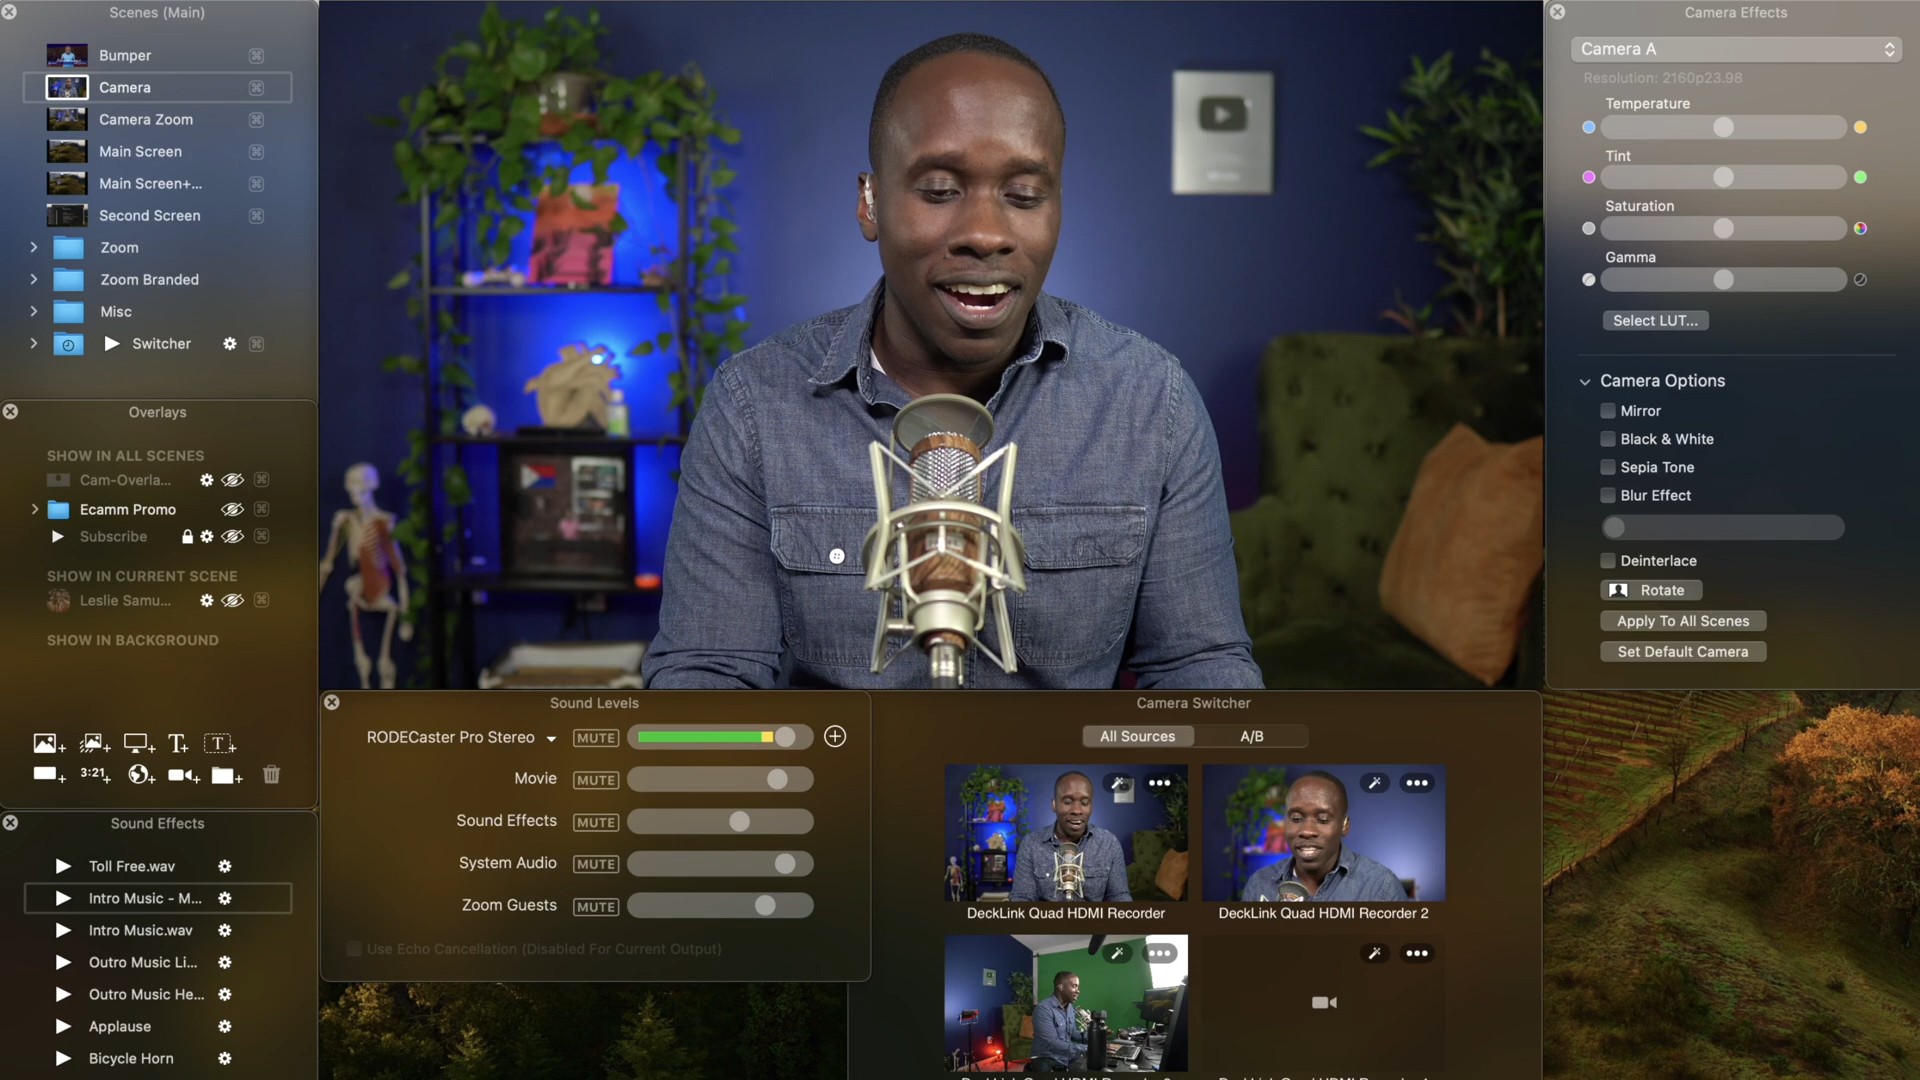 Scenes (Main)
Bumper
Camera
Camera Zoom
Main Screen
Main Screen+...
Second Screen
Zoom
Zoom Branded
Misc
Switcher
Overlays
SHOW IN ALL SCENES
Cam-Overla...
Ecamm Promo
Subscribe
SHOW IN CURRENT SCENE
Leslie Samu...
SHOW IN BACKGROUND
T+
T+
3:21+
Sound Effects
Toll Free.wav
Intro Music - M...
Intro Music.wav
Outro Music Li...
Outro Music He...
Applause
Bicycle Horn
Sound Levels
RODECaster Pro Stereo MUTE
Movie MUTE
Sound Effects MUTE
System Audio MUTE
Zoom Guests MUTE
Use Echo Cancellation (Disabled For Current Output)
Camera Switcher
All Sources A/B
DeckLink Quad HDMI Recorder
DeckLink Quad HDMI Recorder 2
Camera Effects
Camera A
Resolution: 2160p23.98
Temperature
Tint
Saturation
Gamma
Select LUT...
Camera Options
Mirror
Black & White
Sepia Tone
Blur Effect
Deinterlace
Rotate
Apply To All Scenes
Set Default Camera